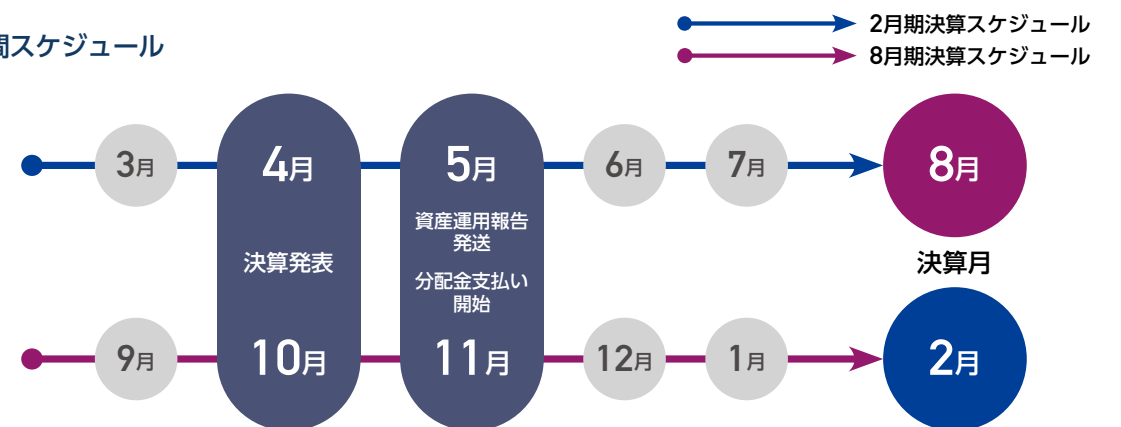 間スケジュール
2月期決算スケジュール
8月期決算スケジュール
3月
4月
5月
6月
7月
8月
資産運用報告
発送
決算発表
分配金支払い
開始
決算月
9月
10月
11月
12月
1月
2月